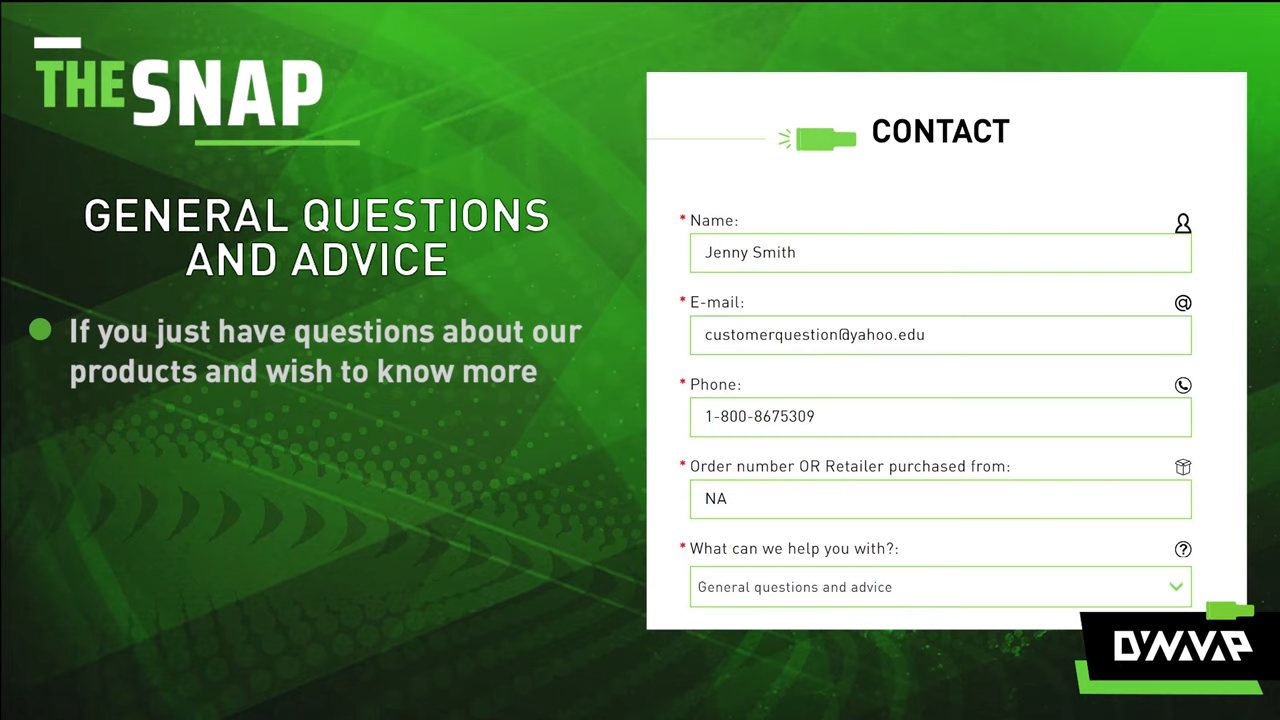 THE SNAP
GENERAL QUESTIONS
AND ADVICE
If you just have questions about our
products and wish to know more
CONTACT
* Name:
Jenny Smith
* E-mail:
customerquestion@yahoo.edu
* Phone:
1-800-8675309
* Order number OR Retailer purchased from:
NA
* What can we help you with?:
General questions and advice
DYNAVAP